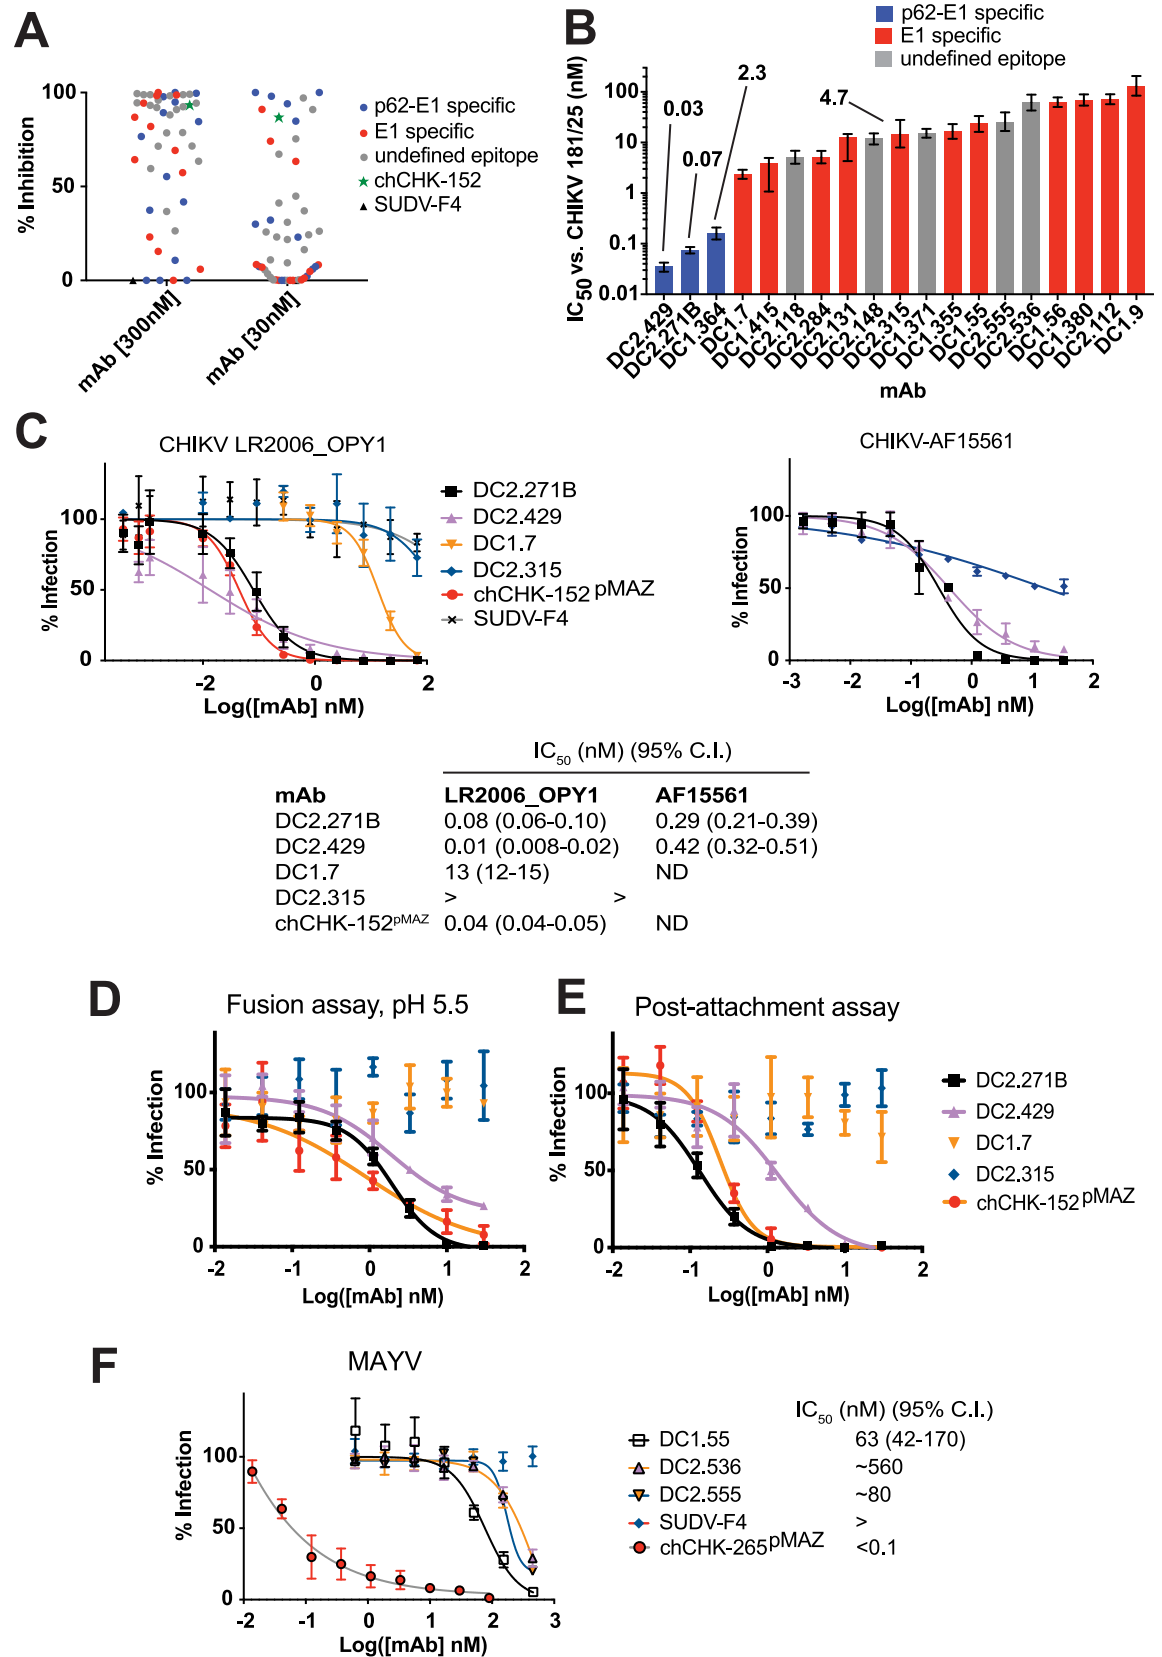 A
% Inhibition
100
50
0
mAb [300nM]
mAb [30nM]
p62-E1 specific
E1 specific
undefined epitope
chCHK-152
SUDV-F4
B
p62-E1 specific
E1 specific
undefined epitope
IC50 vs. CHIKV 181/25 (nM)
100
10
1
0.1
0.01
0.03
0.07
2.3
4.7
DC2.429
DC2.271B
DC1.364
DC1.7
DC1.415
DC2.118
DC2.284
DC2.131
DC2.148
DC2.315
DC1.371
DC1.355
DC1.55
DC2.555
DC2.536
DC1.56
DC1.380
DC2.112
DC1.9
mAb
C
CHIKV LR2006_OPY1
% Infection
100
50
0
-2
0
2
Log([mAb] nM)
DC2.271B
DC2.429
DC1.7
DC2.315
chCHK-152pMAZ
SUDV-F4
CHIKV-AF15561
% Infection
100
50
0
-3
-2
-1
0
1
2
Log([mAb] nM)
IC50 (nM) (95% C.I.)
mAb LR2006_OPY1 AF15561
DC2.271B 0.08 (0.06-0.10) 0.29 (0.21-0.39)
DC2.429 0.01 (0.008-0.02) 0.42 (0.32-0.51)
DC1.7 13 (12-15) ND
DC2.315 > >
chCHK-152pMAZ 0.04 (0.04-0.05) ND
D
Fusion assay, pH 5.5
% Infection
100
50
0
-2
-1
0
1
2
Log([mAb] nM)
E
Post-attachment assay
% Infection
100
50
0
-2
-1
0
1
2
Log([mAb] nM)
DC2.271B
DC2.429
DC1.7
DC2.315
chCHK-152pMAZ
F
MAYV
% Infection
100
50
0
-2
-1
0
1
2
3
Log([mAb] nM)
IC50 (nM) (95% C.I.)
DC1.55 63 (42-170)
DC2.536 ~560
DC2.555 ~80
SUDV-F4 >
chCHK-265pMAZ <0.1